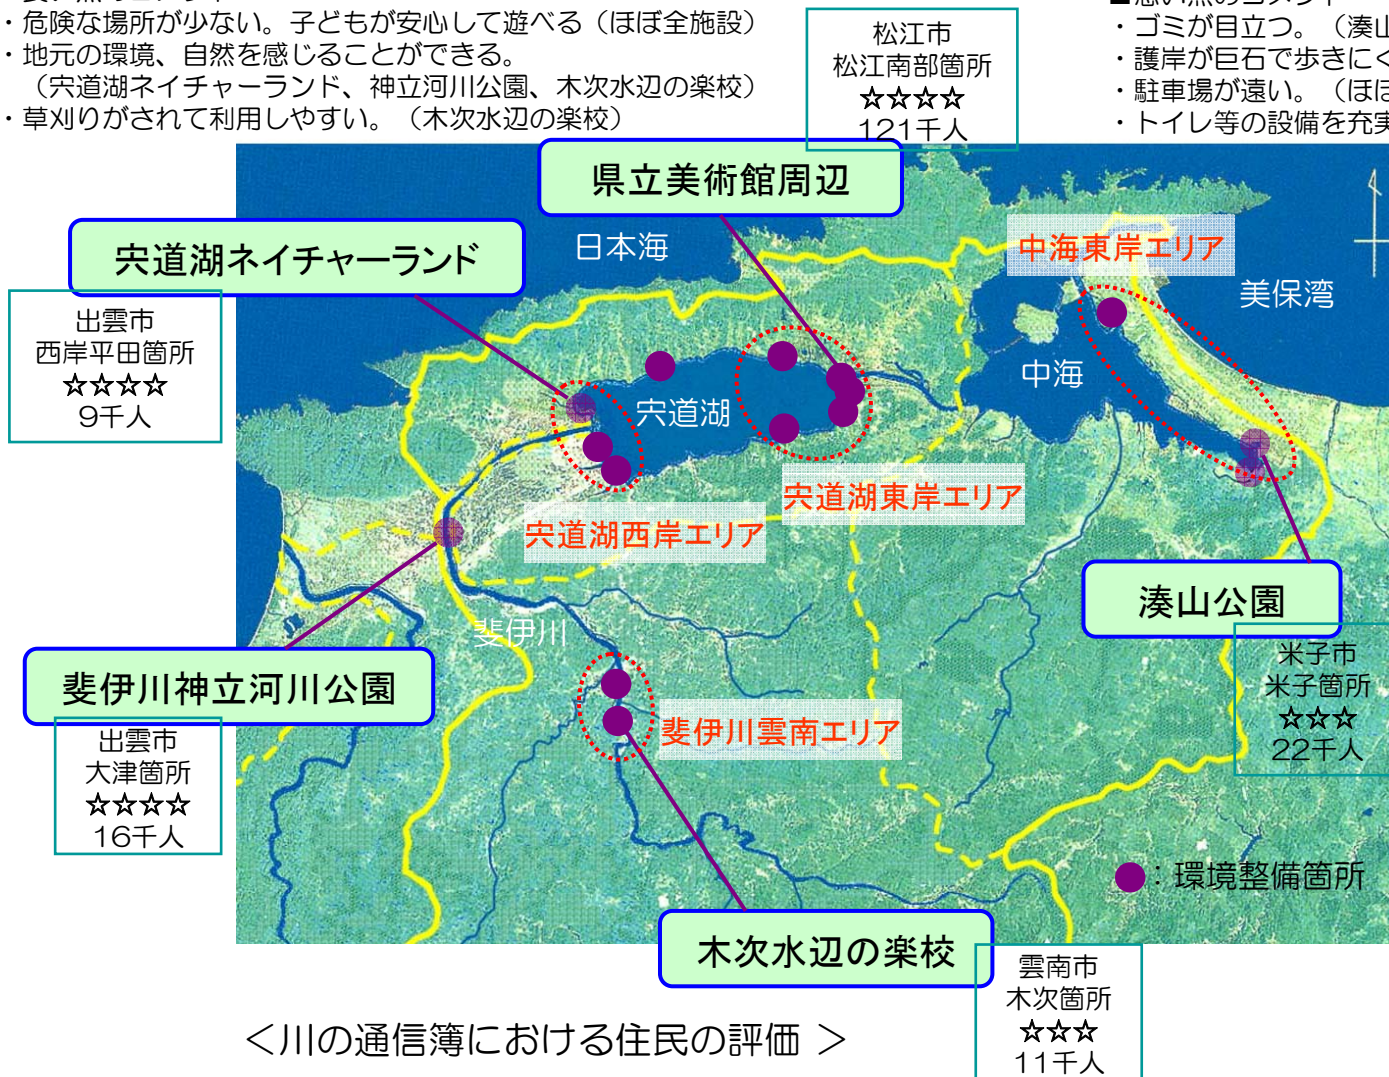 ・危険な場所が少ない。子どもが安心して遊べる（ほぼ全施設）
・地元の環境、自然を感じることができる。
（宍道湖ネイチャーランド、神立河川公園、木次水辺の楽校）
・草刈りがされて利用しやすい。（木次水辺の楽校）
松江市
松江南部箇所
☆☆☆☆
121千人
・ゴミが目立つ。（湊山
・護岸が巨石で歩きにく
・駐車場が遠い。（ほぼ
・トイレ等の設備を充実
県立美術館周辺
宍道湖ネイチャーランド
日本海
中海東岸エリア
美保湾
出雲市
西岸平田箇所
☆☆☆☆
9千人
中海
宍道湖
宍道湖東岸エリア
宍道湖西岸エリア
湊山公園
斐伊川
米子市
米子箇所
☆☆☆
22千人
斐伊川神立河川公園
斐伊川雲南エリア
出雲市
大津箇所
☆☆☆☆
16千人
：環境整備箇所
木次水辺の楽校
雲南市
木次箇所
☆☆☆
11千人
＜川の通信簿における住民の評価 ＞